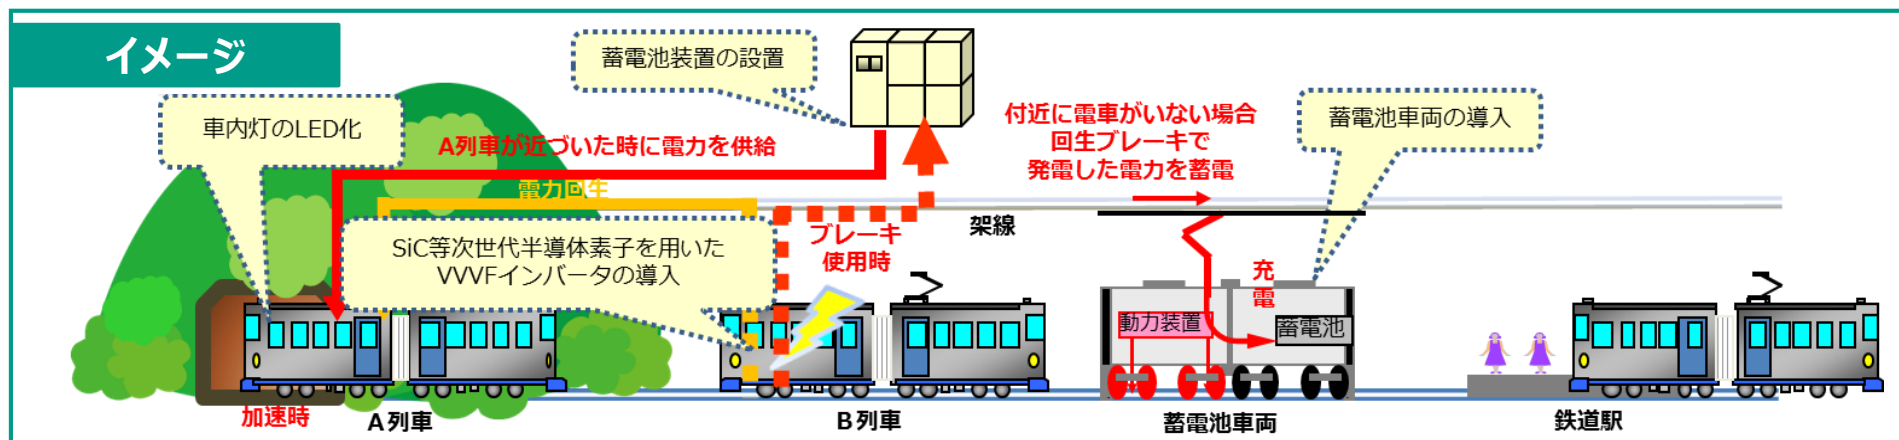 イメージ
蓄電池装置の設置
車内灯のLED化
A列車が近づいた時に電力を供給
付近に電車がいない場合
回生ブレーキで
発電した電力を蓄電
蓄電池車両の導入
電力回生
SiC等次世代半導体素子を用いた
VVVFインバータの導入
ブレーキ
使用時
架線
充
電
動力装置
蓄電池
加速時
A列車
B列車
蓄電池車両
鉄道駅